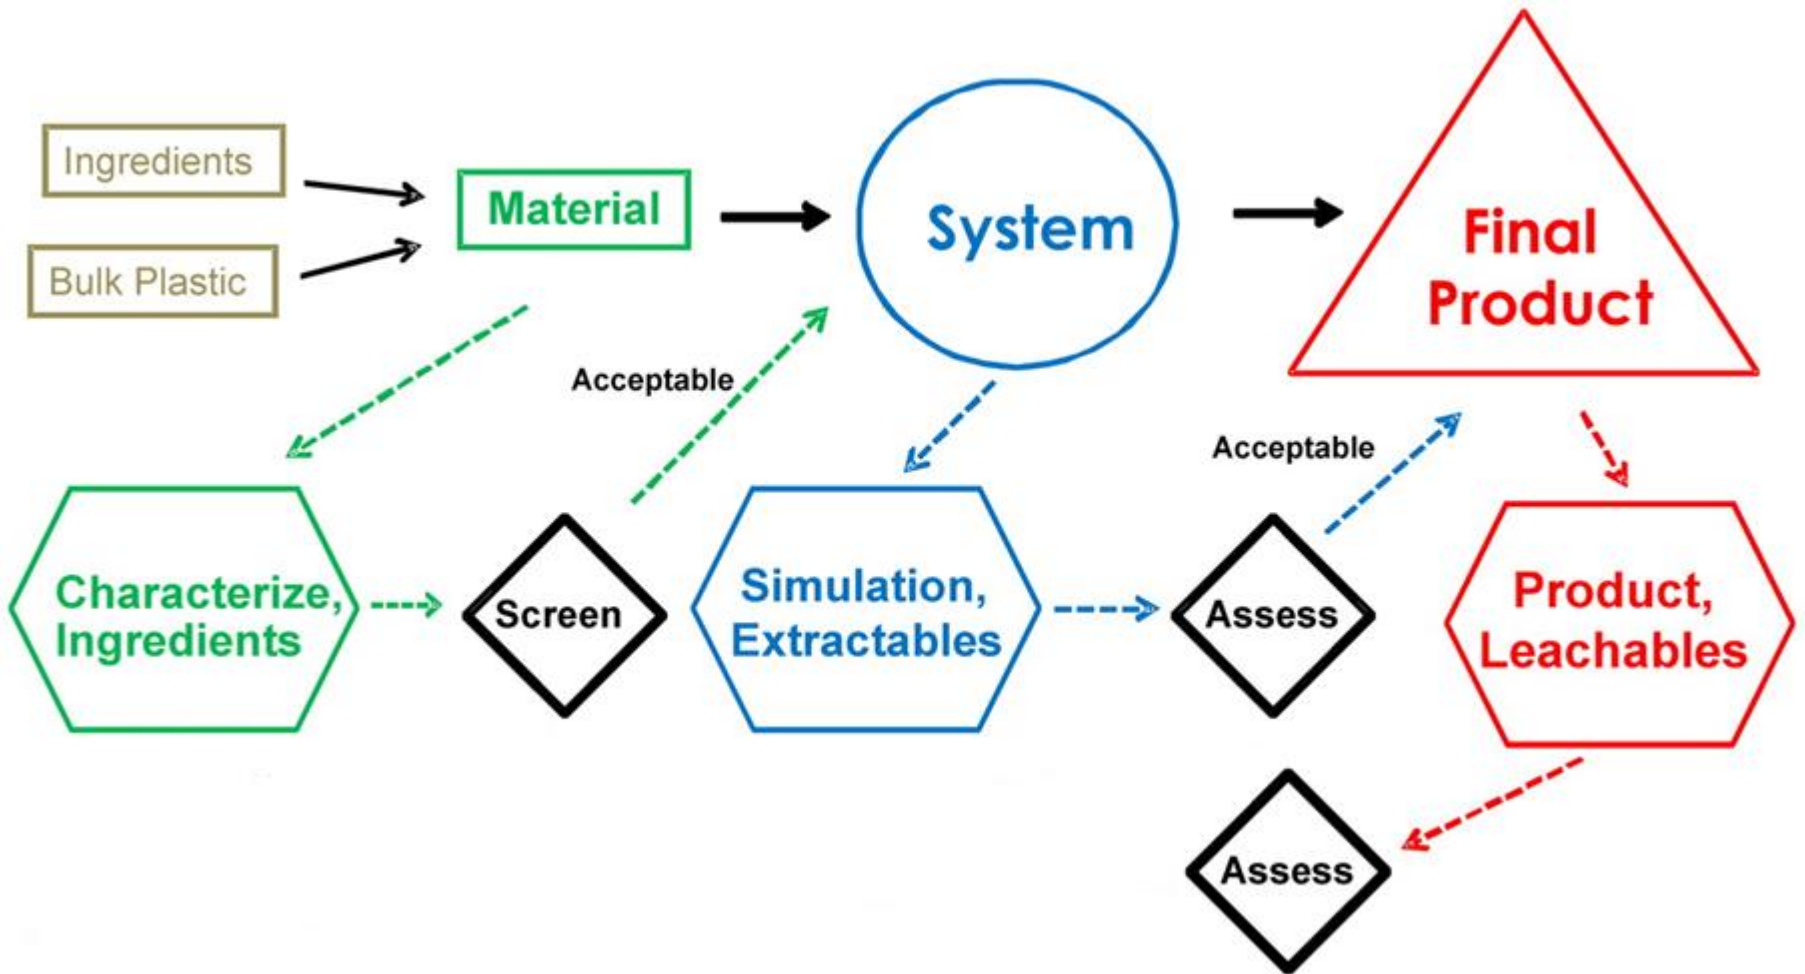 Ingredients
Bulk Plastic
Material
System
Final
Product
Acceptable
Acceptable
Characterize,
Ingredients
Screen
Simulation,
Extractables
Assess
Product,
Leachables
Assess